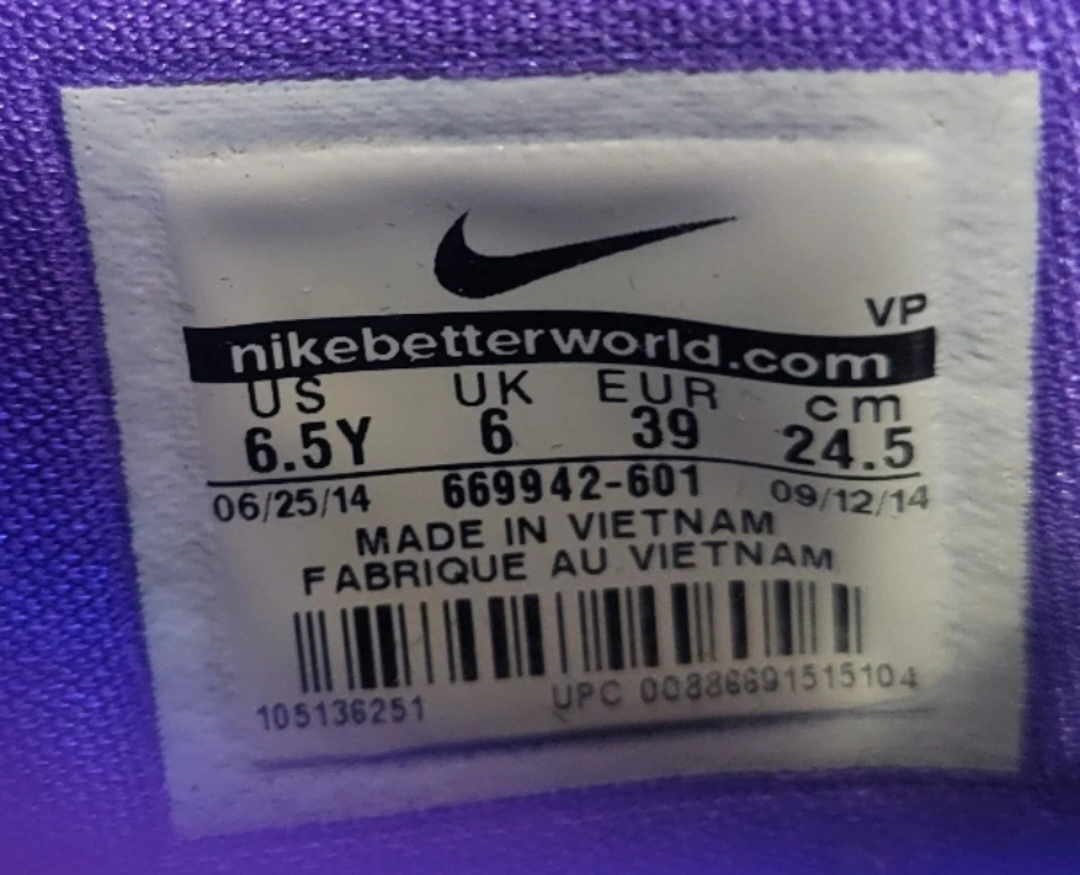 VP
nikebetterworld.com
US UK EUR cm
6.5Y 6 39 24.5
06/25/14 669942-601 09/12/14
MADE IN VIETNAM
FABRIQUE AU VIETNAM
105136251 UPC 00886691515104